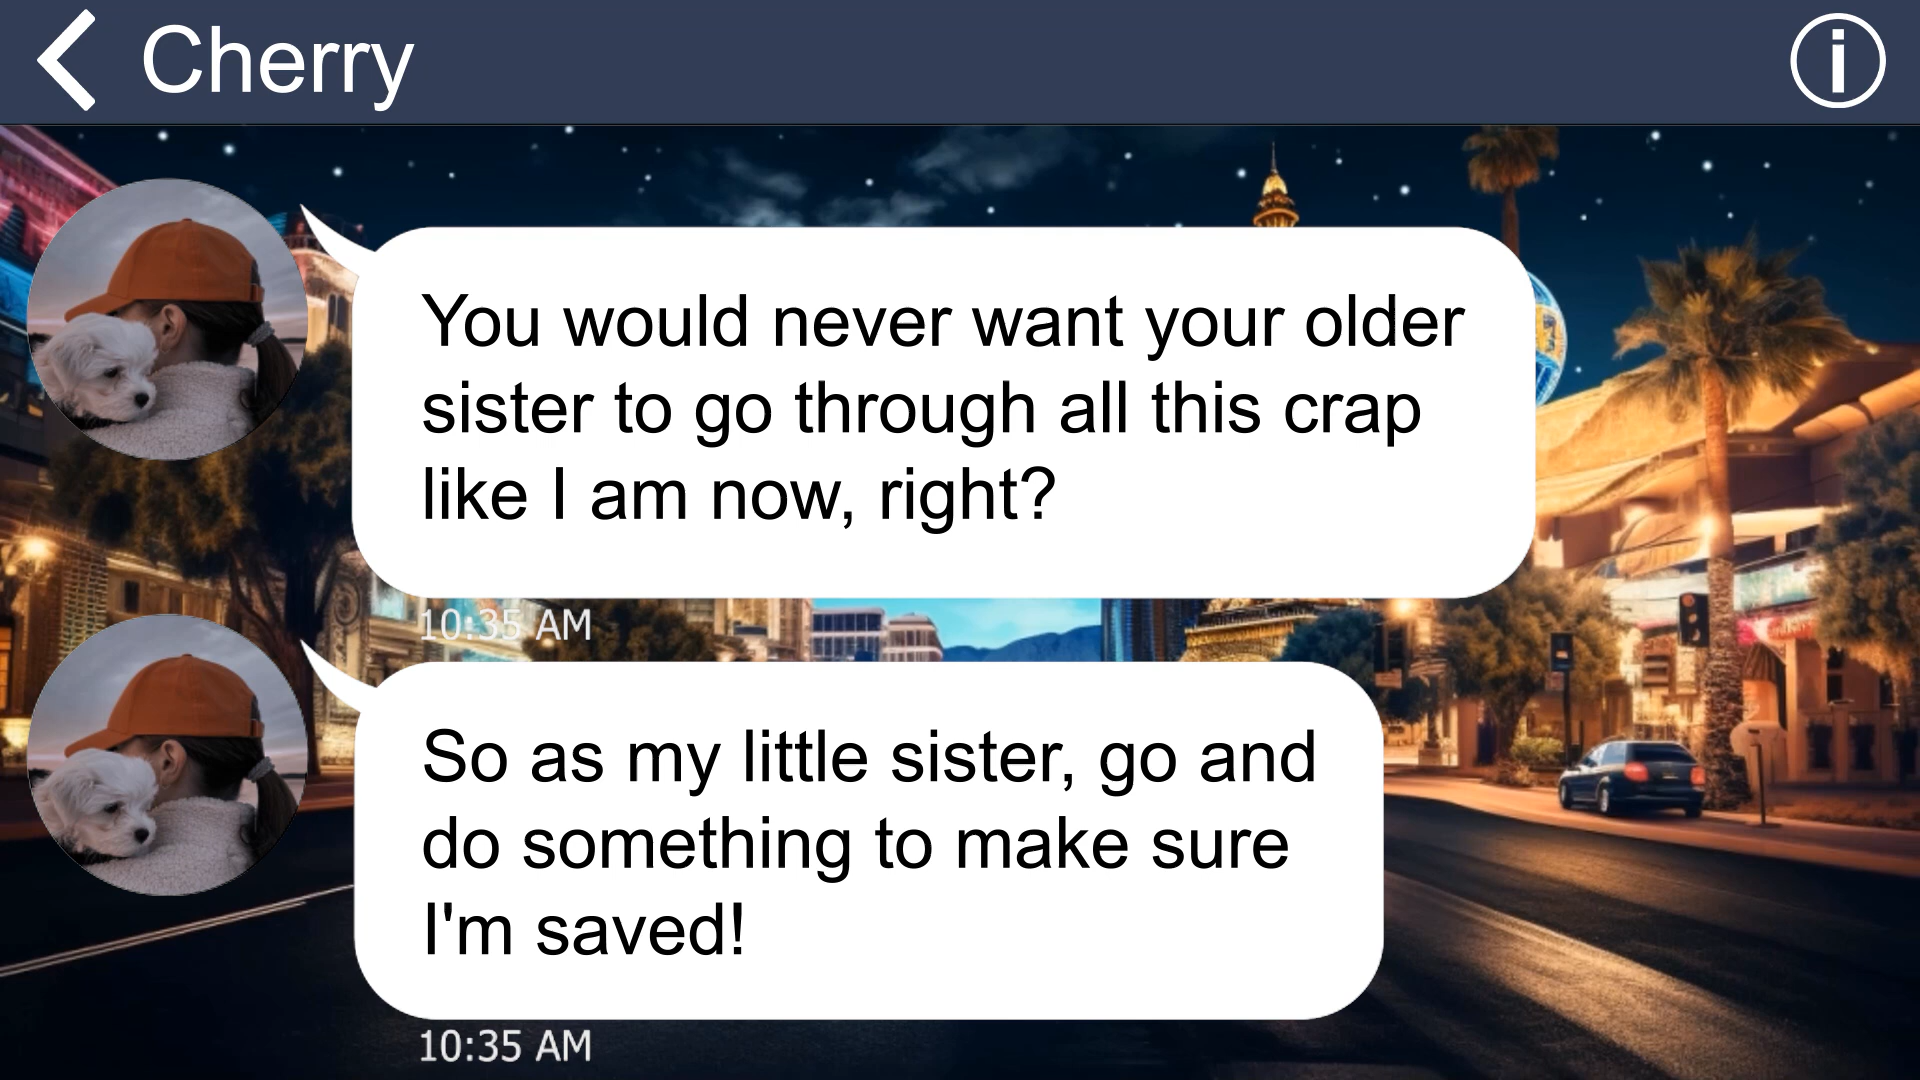 Cherry
You would never want your older
sister to go through all this crap
like I am now, right?
10:35 AM
So as my little sister, go and
do something to make sure
I'm saved!
10:35 AM